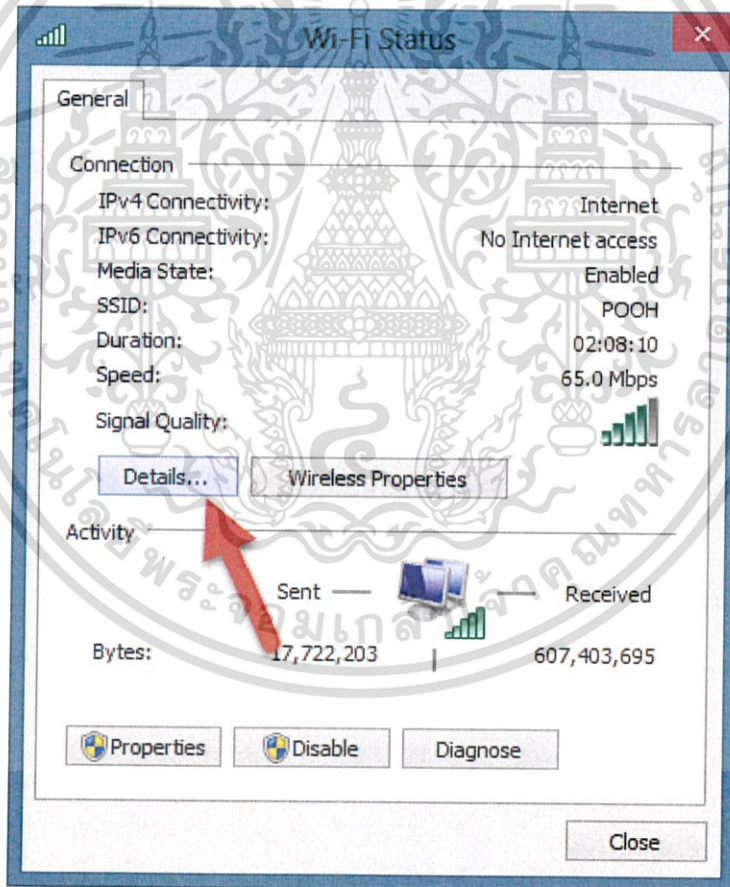 Wi-Fi Status
General
Connection
IPv4 Connectivity: Internet
IPv6 Connectivity: No Internet access
Media State: Enabled
SSID: POOH
Duration: 02:08:10
Speed: 65.0 Mbps
Signal Quality:
Details... Wireless Properties
Activity
Sent Received
Bytes: 17,722,203 607,403,695
Properties Disable Diagnose
Close